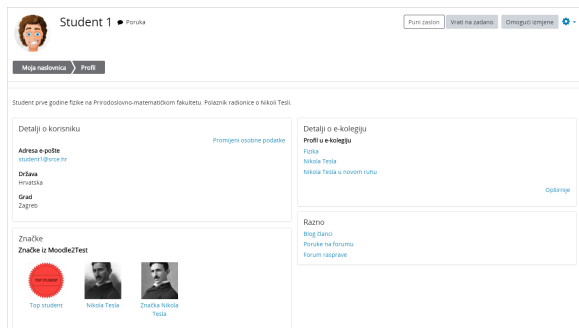 Student 1 Poruka
Puni zaslon Vrati na zadano Omogući izmjene
Moja naslovnica Profil
Student prve godine fizike na Prirodoslovno-matematičkom fakultetu. Polaznik radionice o Nikoli Tesli.
Detalji o korisniku
Promijeni osobne podatke
Adresa e-pošte
student1@srce.hr
Država
Hrvatska
Grad
Zagreb
Značke
Značke iz Moodle2Test
TOP STUDENT
Top student
Nikola Tesla
Značka Nikola
Tesla
Detalji o e-kolegiju
Profil u e-kolegiju
Fizika
Nikola Tesla
Nikola Tesla u novom ruhu
Opširnije
Razno
Blog članci
Poruke na forumu
Forum rasprave